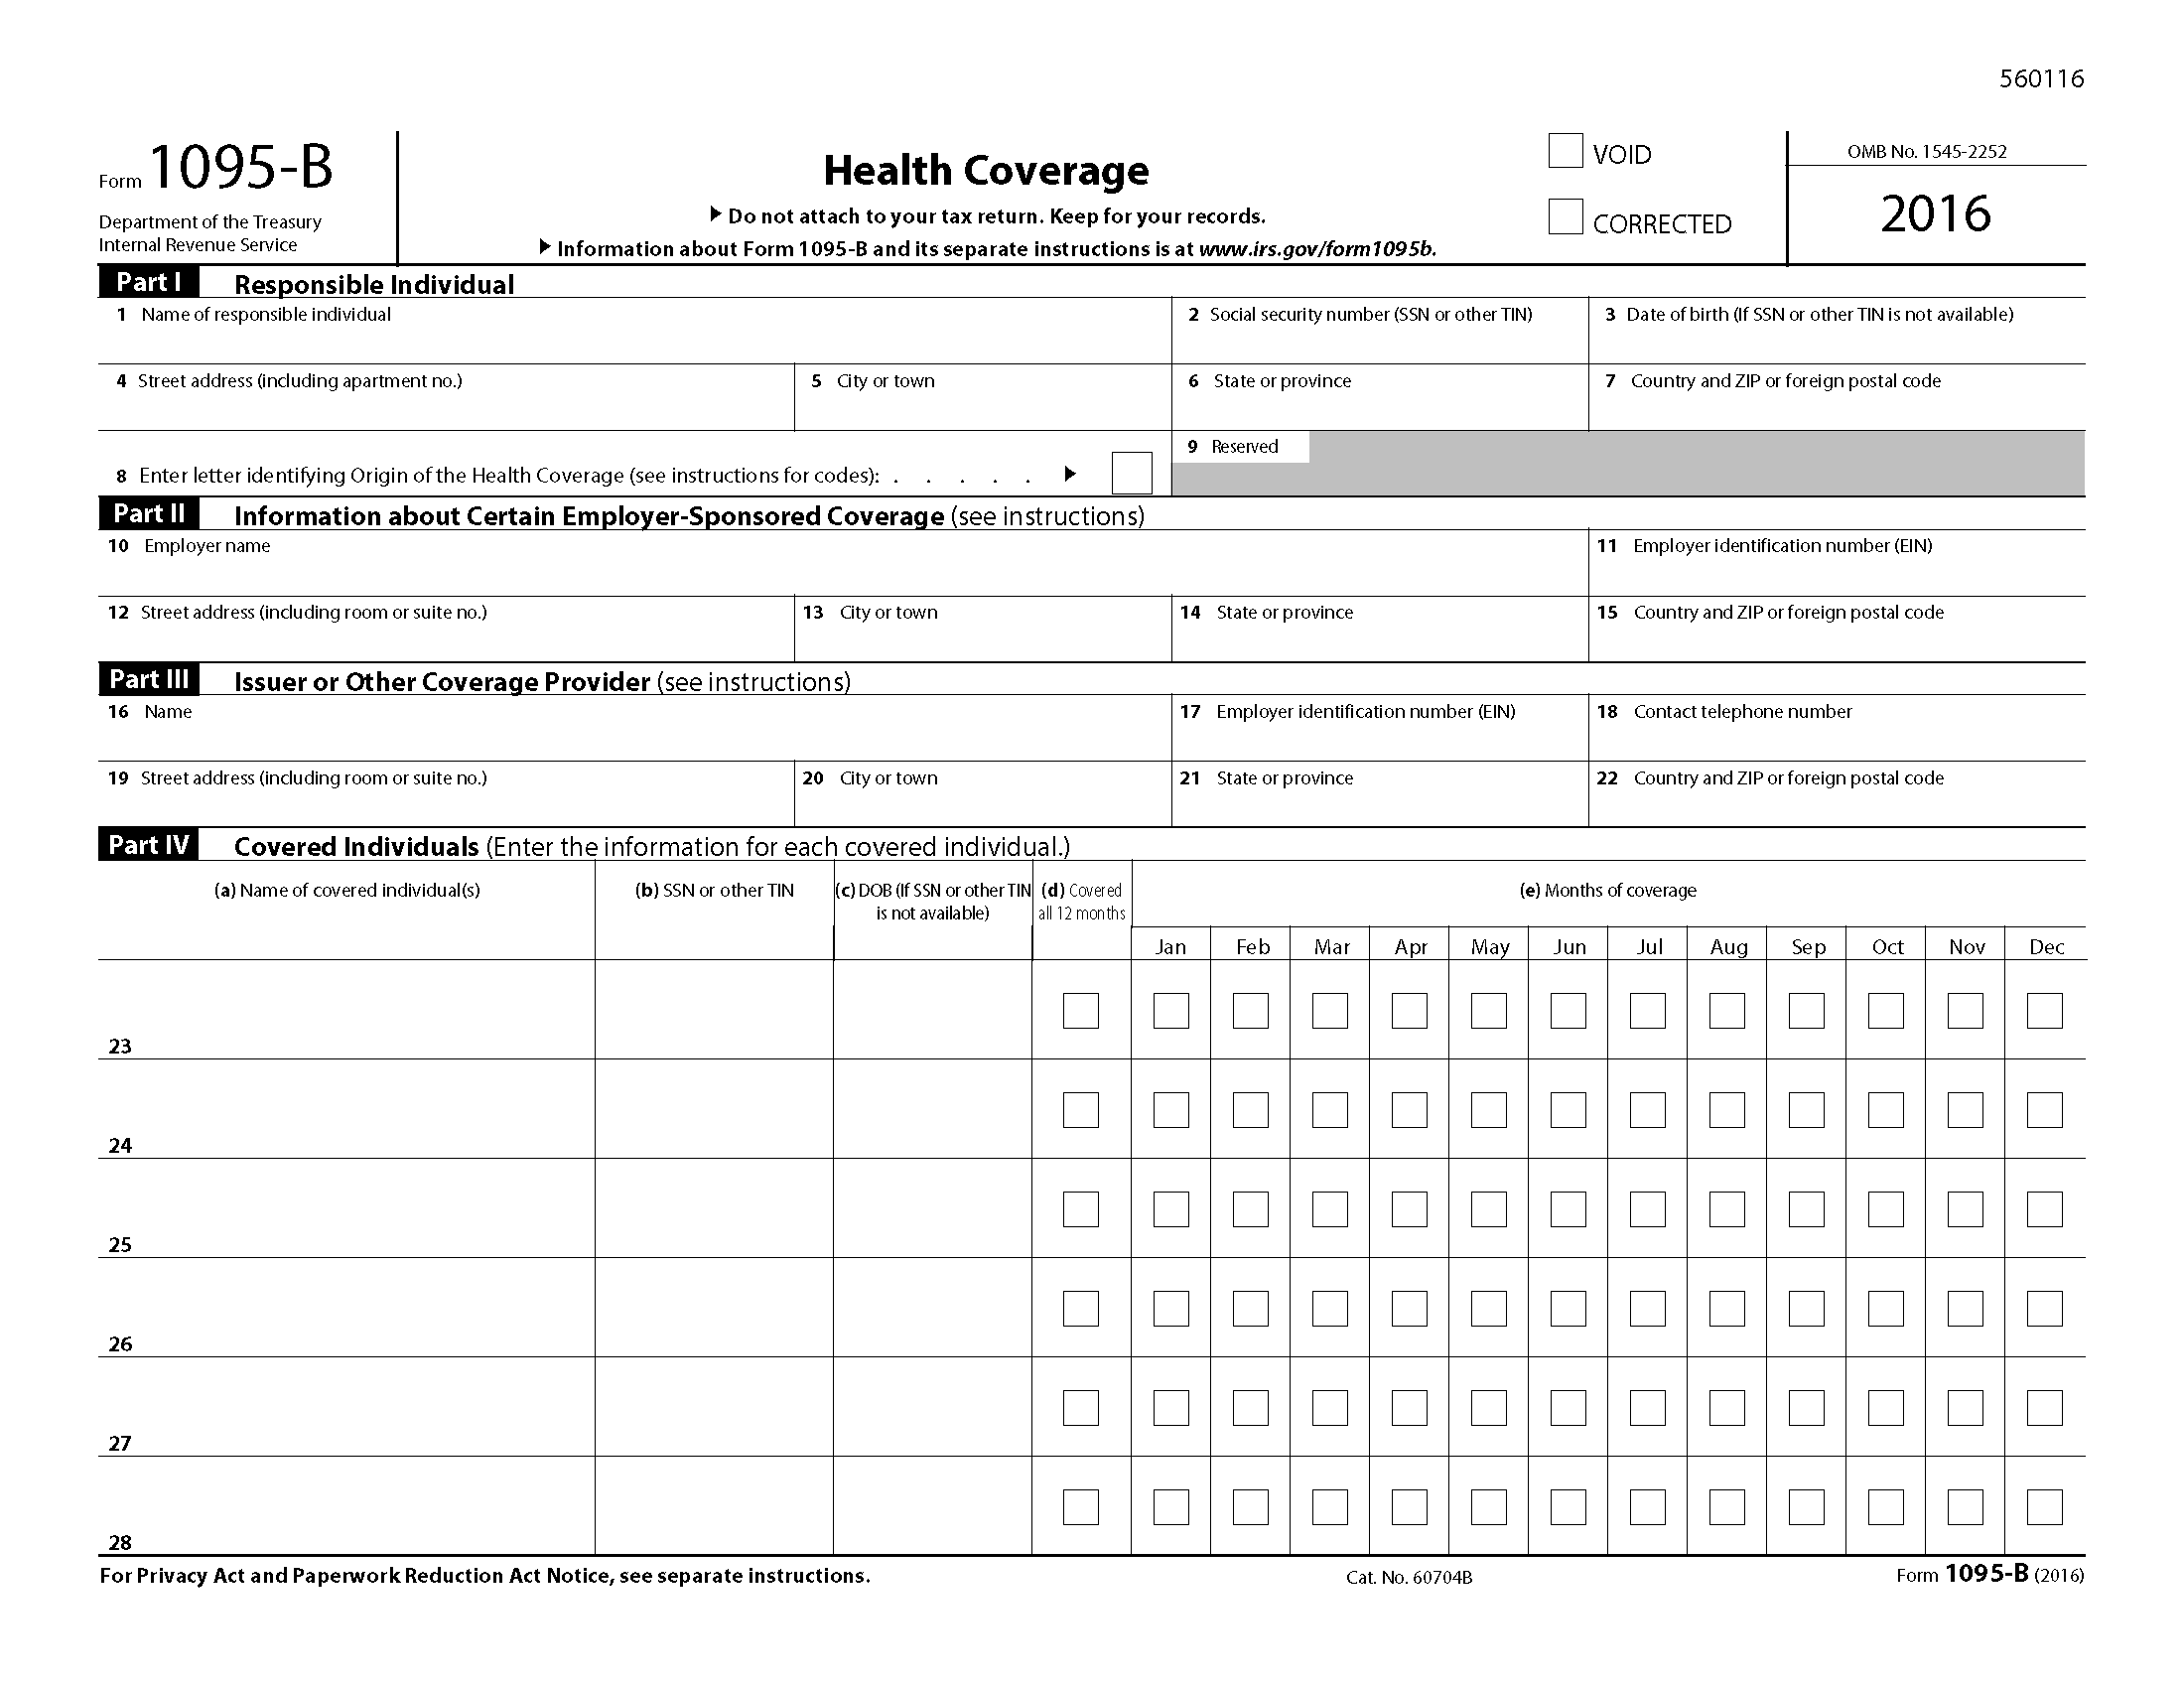 560116
Form 1095-B
Department of the Treasury
Internal Revenue Service
Health Coverage
Do not attach to your tax return. Keep for your records.
Information about Form 1095-B and its separate instructions is at www.irs.gov/form1095b.
VOID
CORRECTED
OMB No. 1545-2252
2016
Part I Responsible Individual
1 Name of responsible individual
2 Social security number (SSN or other TIN)
3 Date of birth (If SSN or other TIN is not available)
4 Street address (including apartment no.)
5 City or town
6 State or province
7 Country and ZIP or foreign postal code
8 Enter letter identifying Origin of the Health Coverage (see instructions for codes): . . . . .
9 Reserved
Part II Information about Certain Employer-Sponsored Coverage (see instructions)
10 Employer name
11 Employer identification number (EIN)
12 Street address (including room or suite no.)
13 City or town
14 State or province
15 Country and ZIP or foreign postal code
Part III Issuer or Other Coverage Provider (see instructions)
16 Name
17 Employer identification number (EIN)
18 Contact telephone number
19 Street address (including room or suite no.)
20 City or town
21 State or province
22 Country and ZIP or foreign postal code
Part IV Covered Individuals (Enter the information for each covered individual.)
(a) Name of covered individual(s)
(b) SSN or other TIN
(c) DOB (If SSN or other TIN
is not available)
(d) Covered
all 12 months
(e) Months of coverage
Jan Feb Mar Apr May Jun Jul Aug Sep Oct Nov Dec
23
24
25
26
27
28
For Privacy Act and Paperwork Reduction Act Notice, see separate instructions.
Cat. No. 60704B
Form 1095-B (2016)